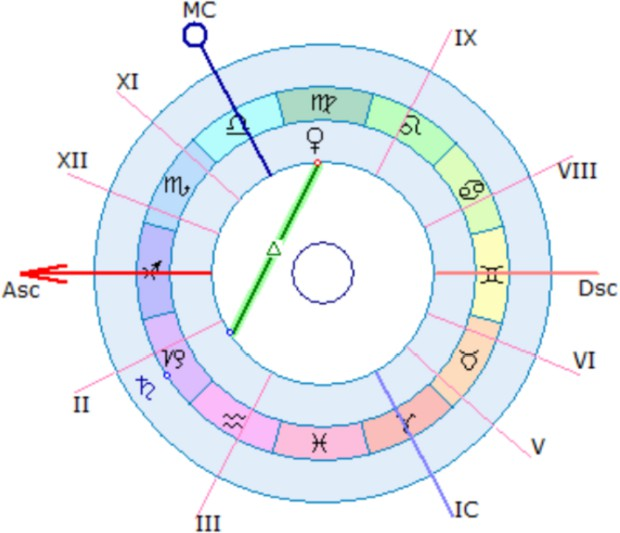 MC
IX
XI
♍
♎
♌
♀
XII
♏
♋
VIII
△
Asc
♐
♊
Dsc
♑
♉
VI
♄
II
♒
♈
♓
V
III
IC